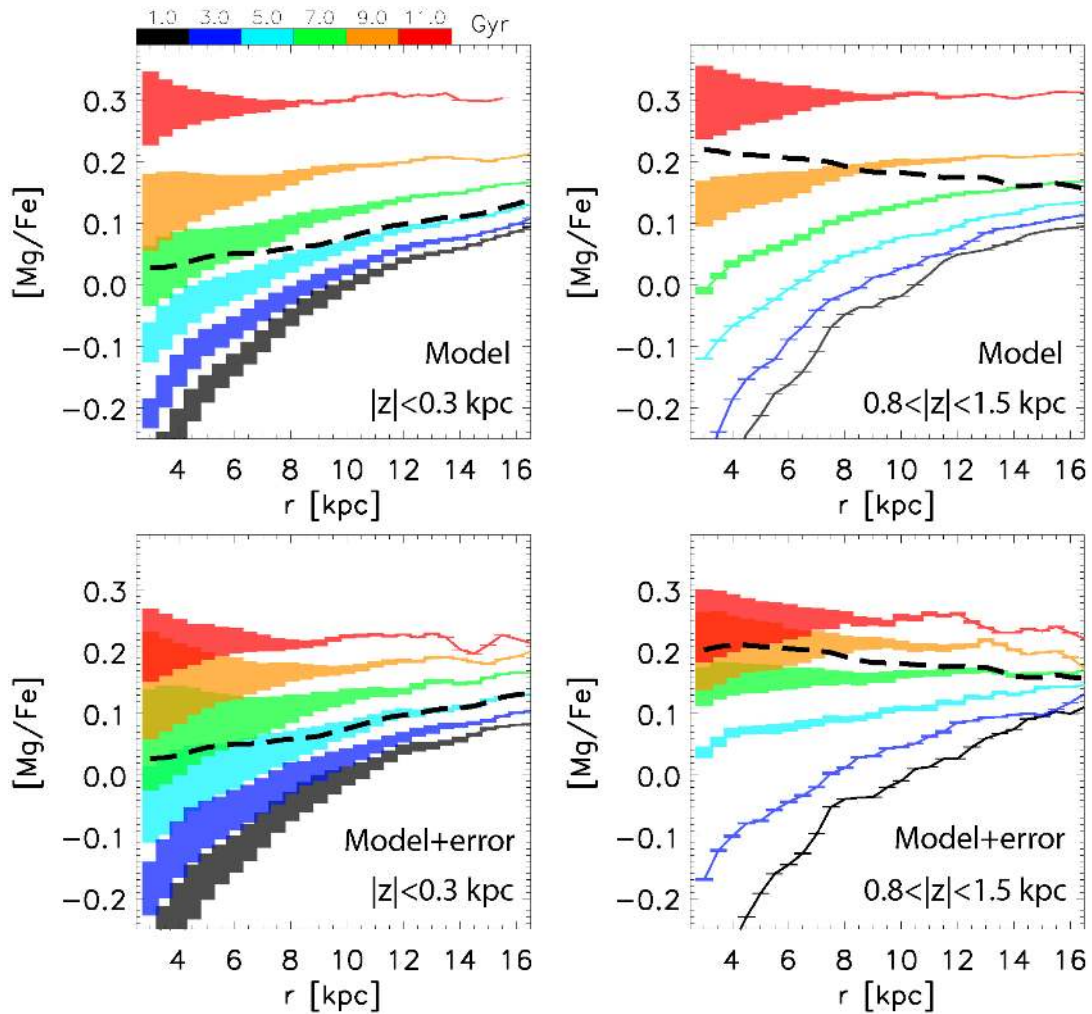 1.0 3.0 5.0 7.0 9.0 11.0 Gyr
0.3
0.2
0.1
0.0
−0.1
−0.2
[Mg/Fe]
Model
|z|<0.3 kpc
4 6 8 10 12 14 16
r [kpc]
0.3
0.2
0.1
0.0
−0.1
−0.2
[Mg/Fe]
Model
0.8<|z|<1.5 kpc
4 6 8 10 12 14 16
r [kpc]
0.3
0.2
0.1
0.0
−0.1
−0.2
[Mg/Fe]
Model+error
|z|<0.3 kpc
4 6 8 10 12 14 16
r [kpc]
0.3
0.2
0.1
0.0
−0.1
−0.2
[Mg/Fe]
Model+error
0.8<|z|<1.5 kpc
4 6 8 10 12 14 16
r [kpc]